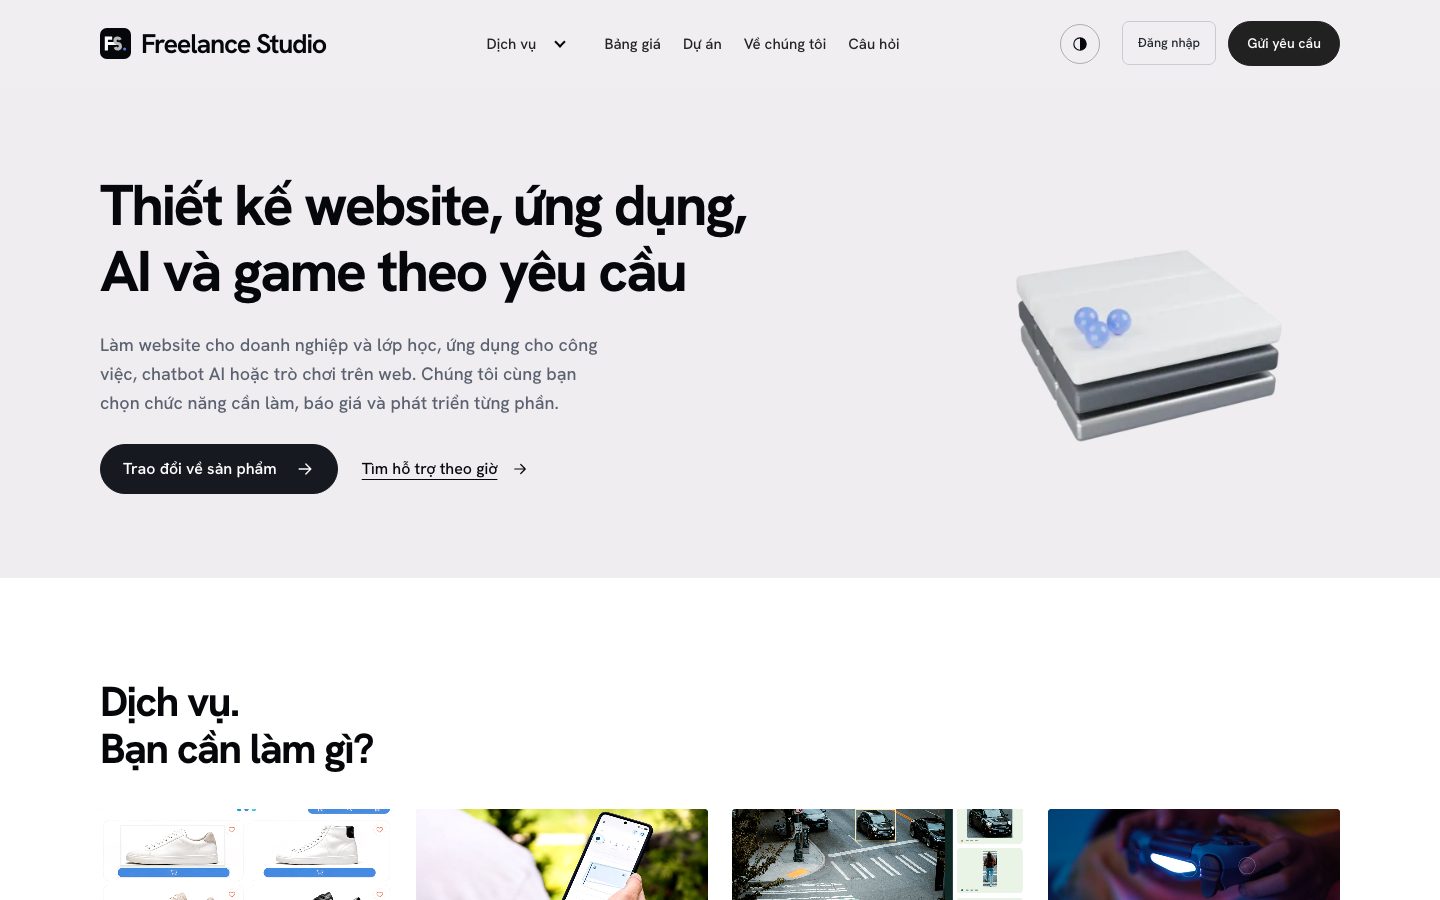 FS.
Freelance Studio
Dịch vụ
Bảng giá
Dự án
Về chúng tôi
Câu hỏi
Đăng nhập
Gửi yêu cầu
Thiết kế website, ứng dụng,
AI và game theo yêu cầu
Làm website cho doanh nghiệp và lớp học, ứng dụng cho công
việc, chatbot AI hoặc trò chơi trên web. Chúng tôi cùng bạn
chọn chức năng cần làm, báo giá và phát triển từng phần.
Trao đổi về sản phẩm
Tìm hỗ trợ theo giờ
Dịch vụ.
Bạn cần làm gì?